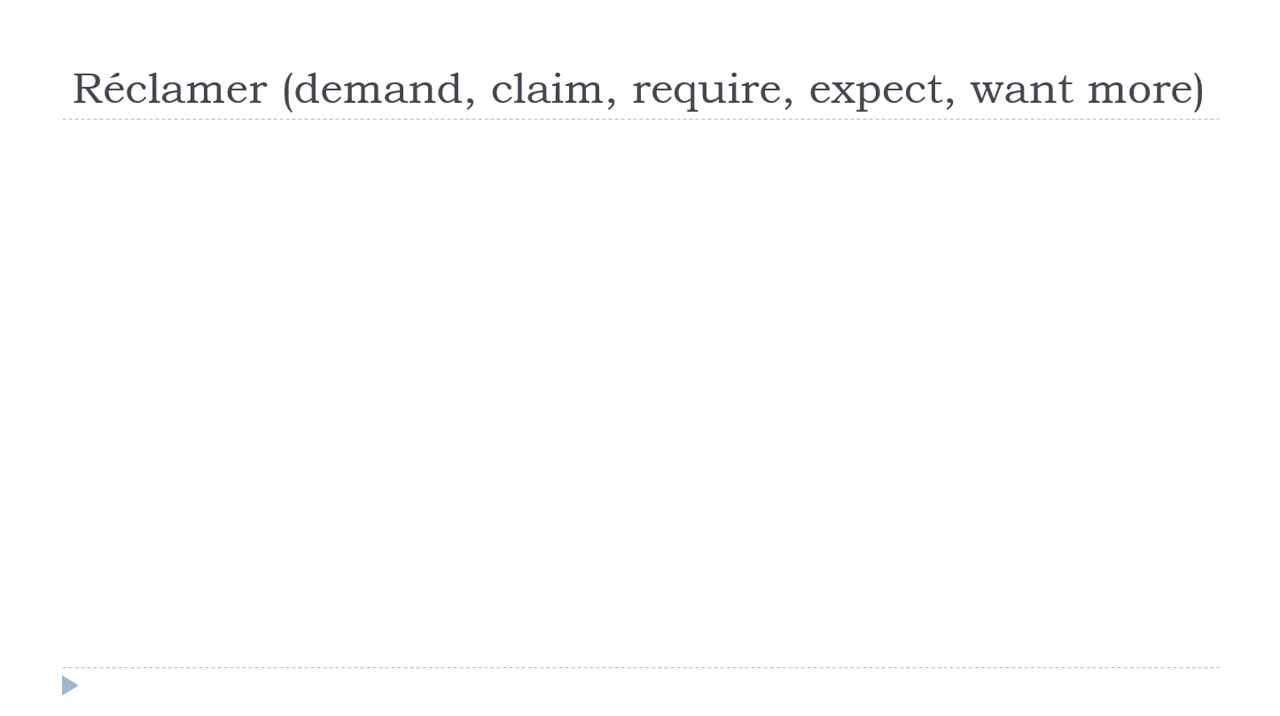 Réclamer (demand, claim, require, expect, want more)